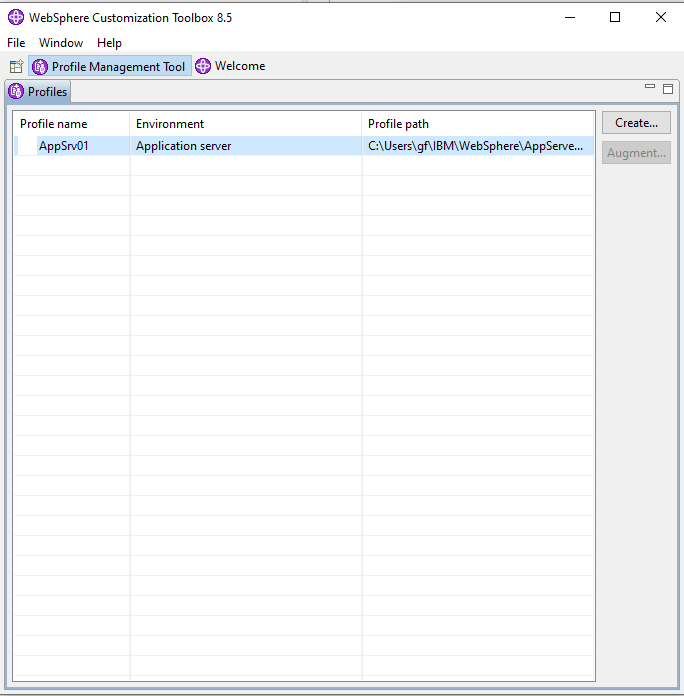 WebSphere Customization Toolbox 8.5
File Window Help
Profile Management Tool Welcome
Profiles
Profile name Environment Profile path Create...
AppSrv01 Application server C:\Users\gf\IBM\WebSphere\AppServe... Augment...